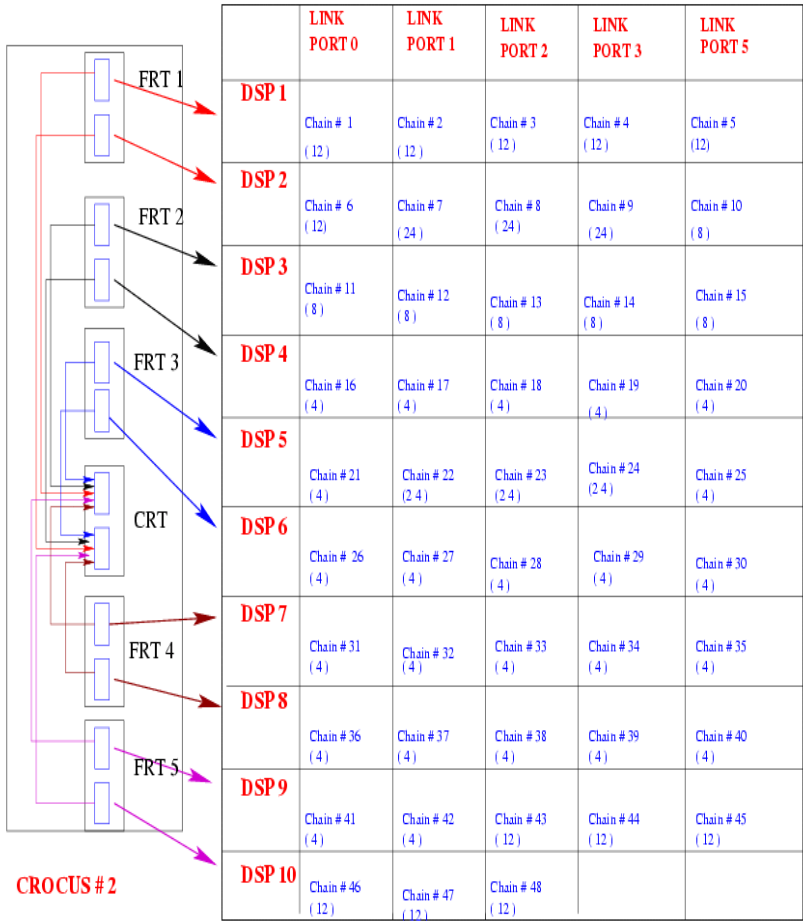 LINK PORT 0
LINK PORT 1
LINK PORT 2
LINK PORT 3
LINK PORT 5
FRT 1
FRT 2
FRT 3
CRT
FRT 4
FRT 5
CROCUS # 2
DSP 1
Chain # 1
( 12 )
Chain # 2
( 12 )
Chain # 3
( 12 )
Chain # 4
( 12 )
Chain # 5
(12)
DSP 2
Chain # 6
(12)
Chain # 7
(24 )
Chain # 8
( 24 )
Chain # 9
( 24 )
Chain # 10
( 8 )
DSP 3
Chain # 11
( 8 )
Chain # 12
( 8 )
Chain # 13
( 8 )
Chain # 14
( 8 )
Chain # 15
( 8 )
DSP 4
Chain # 16
( 4 )
Chain # 17
( 4 )
Chain # 18
( 4 )
Chain # 19
( 4 )
Chain # 20
( 4 )
DSP 5
Chain # 21
( 4 )
Chain # 22
(2 4 )
Chain # 23
(2 4 )
Chain # 24
(2 4 )
Chain # 25
( 4 )
DSP 6
Chain # 26
( 4 )
Chain # 27
( 4 )
Chain # 28
( 4 )
Chain # 29
( 4 )
Chain # 30
( 4 )
DSP 7
Chain # 31
( 4 )
Chain # 32
( 4 )
Chain # 33
( 4 )
Chain # 34
( 4 )
Chain # 35
( 4 )
DSP 8
Chain # 36
( 4 )
Chain # 37
( 4 )
Chain # 38
( 4 )
Chain # 39
( 4 )
Chain # 40
( 4 )
DSP 9
Chain # 41
( 4 )
Chain # 42
( 4 )
Chain # 43
( 12 )
Chain # 44
( 12 )
Chain # 45
( 12 )
DSP 10
Chain # 46
( 12 )
Chain # 47
( 12 )
Chain # 48
( 12 )